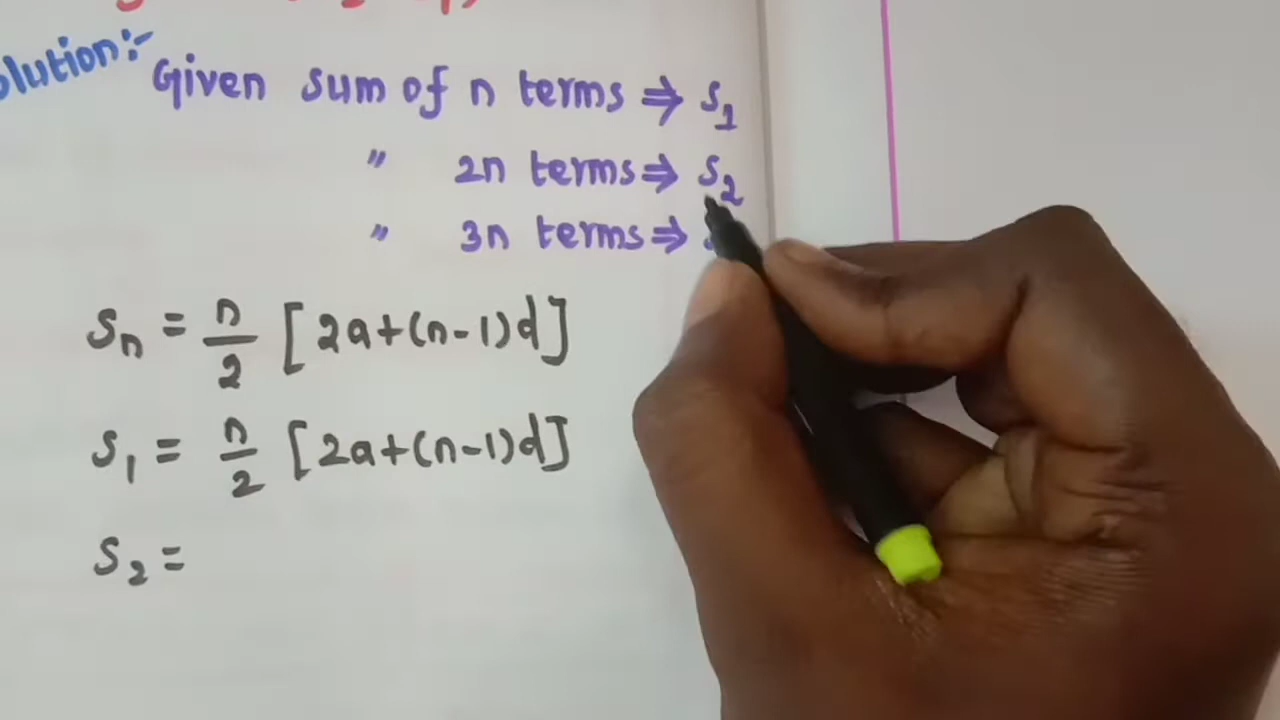 olution:-
Given sum of n terms ⇒ S₁
" 2n terms ⇒ S₂
" 3n terms ⇒
Sₙ = n/2 [2a+(n-1)d]
S₁ = n/2 [2a+(n-1)d]
S₂ =